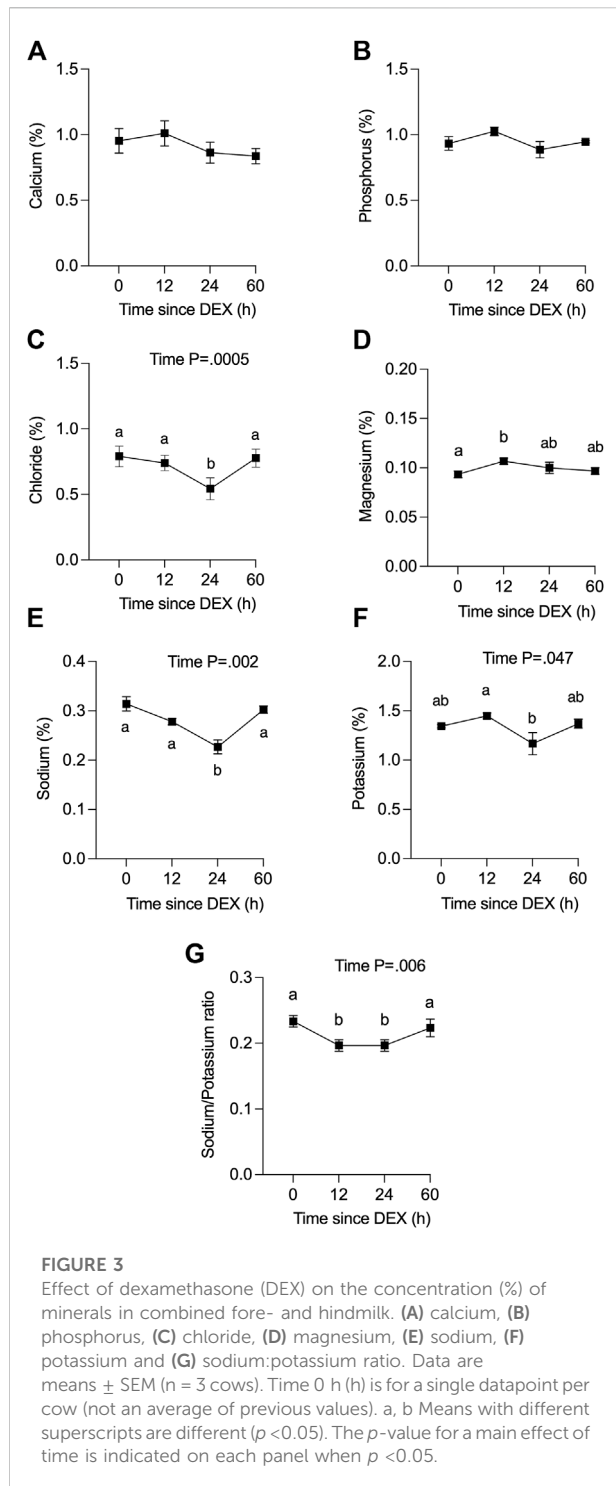 A
1.5
1.0
0.5
0.0
Calcium (%)
0 12 24 60
Time since DEX (h)
B
1.5
1.0
0.5
0.0
Phosphorus (%)
0 12 24 60
Time since DEX (h)
C
Time P=.0005
1.5
1.0
0.5
0.0
Chloride (%)
a a b a
0 12 24 60
Time since DEX (h)
D
0.20
0.15
0.10
0.05
0.00
Magnesium (%)
a b ab ab
0 12 24 60
Time since DEX (h)
E
Time P=.002
0.4
0.3
0.2
0.1
0.0
Sodium (%)
a a b a
0 12 24 60
Time since DEX (h)
F
Time P=.047
2.0
1.5
1.0
0.5
0.0
Potassium (%)
ab a b ab
0 12 24 60
Time since DEX (h)
G
Time P=.006
0.3
0.2
0.1
0.0
Sodium/Potassium ratio
a b b a
0 12 24 60
Time since DEX (h)
FIGURE 3
Effect of dexamethasone (DEX) on the concentration (%) of
minerals in combined fore- and hindmilk. (A) calcium, (B)
phosphorus, (C) chloride, (D) magnesium, (E) sodium, (F)
potassium and (G) sodium:potassium ratio. Data are
means ± SEM (n = 3 cows). Time 0 h (h) is for a single datapoint per
cow (not an average of previous values). a, b Means with different
superscripts are different (p <0.05). The p-value for a main effect of
time is indicated on each panel when p <0.05.